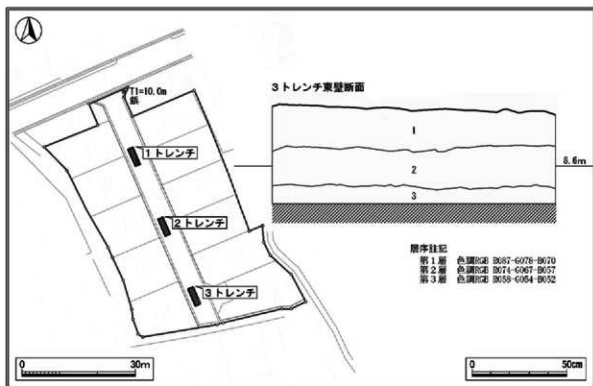 T1=10.0m
鋲
1トレンチ
2トレンチ
3トレンチ
0 30m
3トレンチ東壁断面
1
2
3
8.6m
層序註記
第1層 色調RGB R087-G078-B070
第2層 色調RGB R074-G067-B057
第3層 色調RGB R058-G054-B052
0 50cm